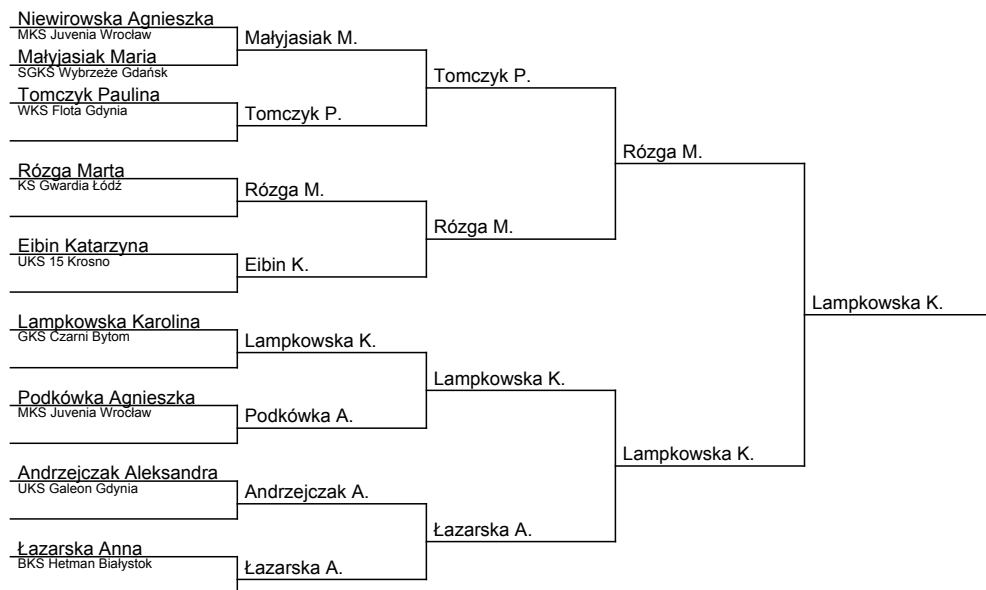 Niewirowska Agnieszka
MKS Juvenia Wrocław
Małyjasiak M.
Małyjasiak Maria
SGKS Wybrzeże Gdańsk
Tomczyk P.
Tomczyk Paulina
WKS Flota Gdynia
Tomczyk P.
Rózga M.
Rózga Marta
KS Gwardia Łódź
Rózga M.
Rózga M.
Eibin Katarzyna
UKS 15 Krosno
Eibin K.
Lampkowska K.
Lampkowska Karolina
GKS Czarni Bytom
Lampkowska K.
Lampkowska K.
Podkówka Agnieszka
MKS Juvenia Wrocław
Podkówka A.
Lampkowska K.
Andrzejczak Aleksandra
UKS Galeon Gdynia
Andrzejczak A.
Łazarska A.
Łazarska Anna
BKS Hetman Białystok
Łazarska A.